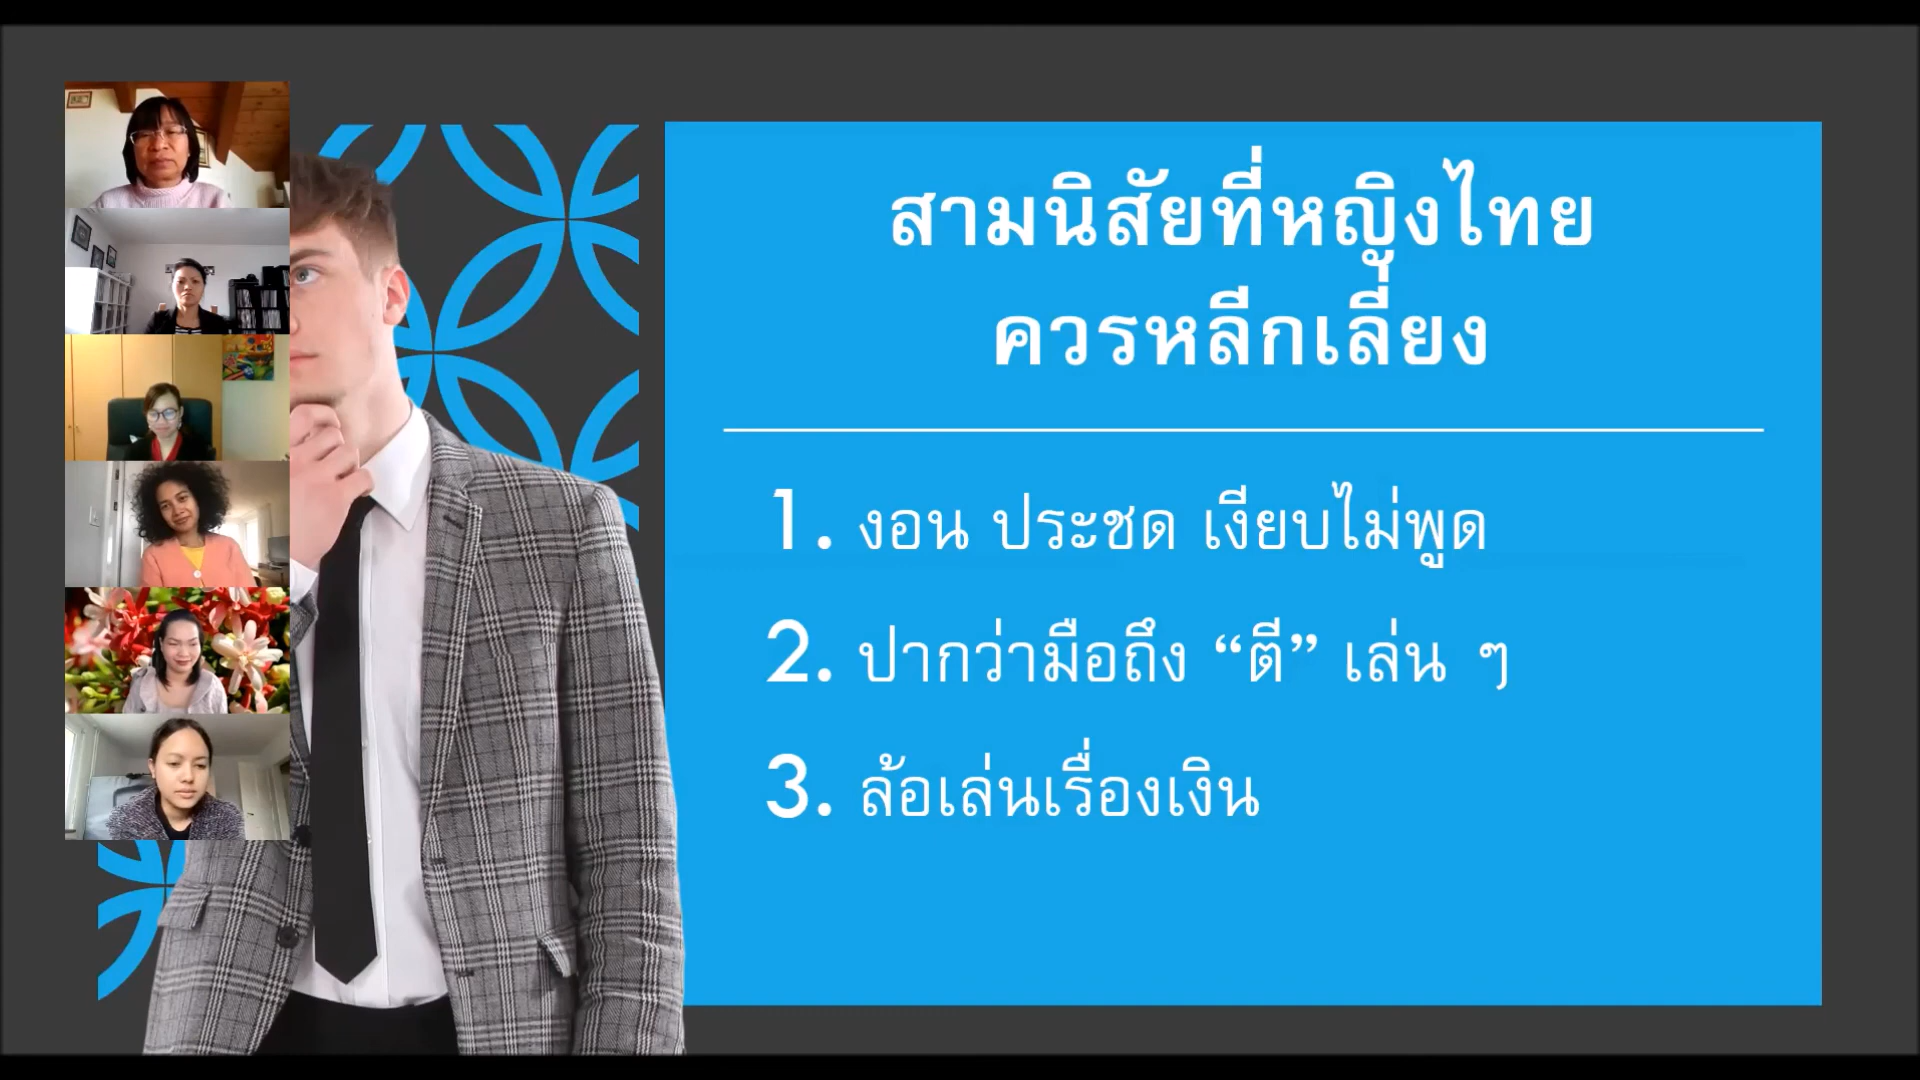 สามนิสัยที่หญิงไทย
ควรหลีกเลี่ยง
1. งอน ประชด เงียบไม่พูด
2. ปากว่ามือถึง “ตี” เล่น ๆ
3. ล้อเล่นเรื่องเงิน